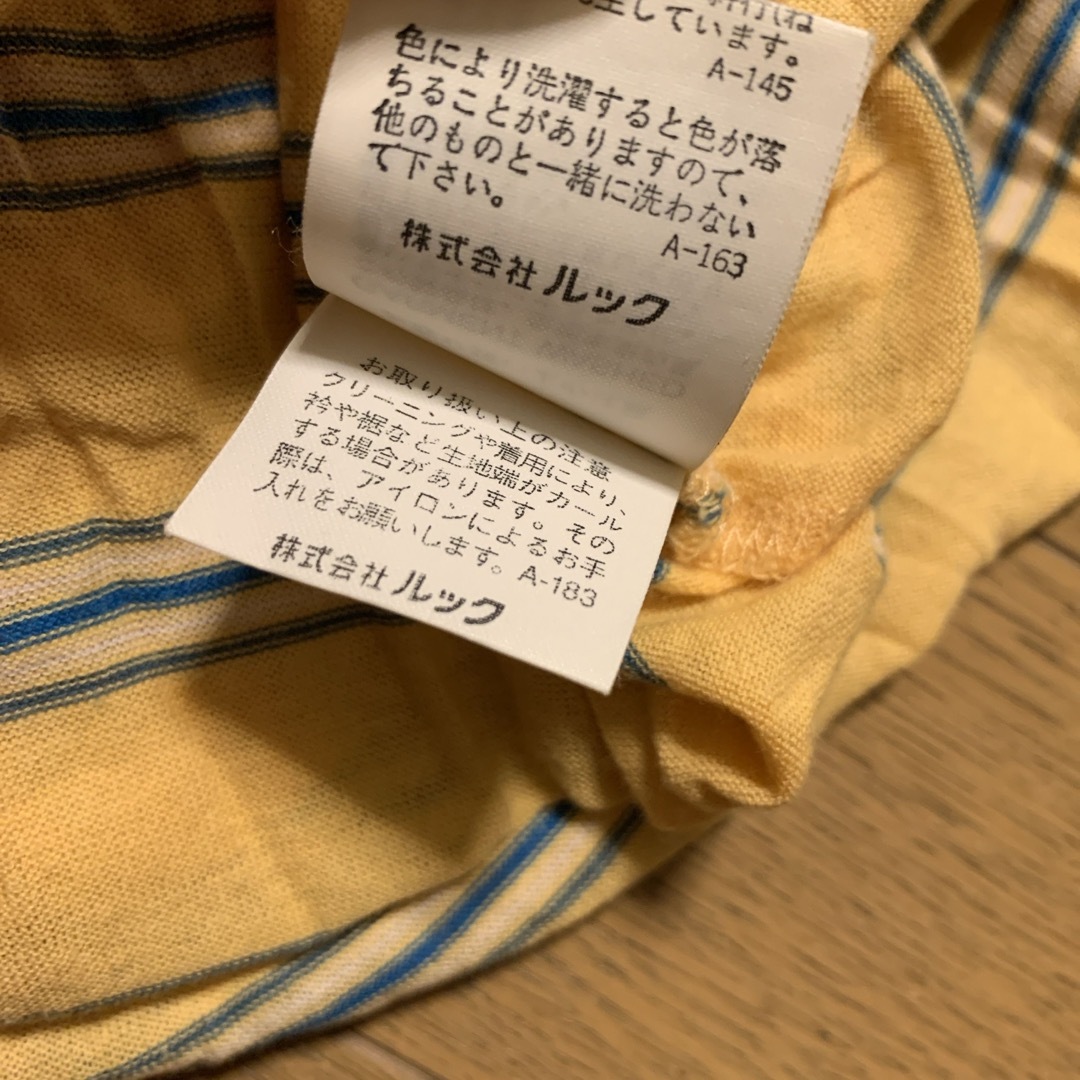 しています。
A-145
色により洗濯すると色が落
ちることがありますので、
他のものと一緒に洗わない
で下さい。
A-163
株式会社ルック
お取り扱い上の注意
クリーニングや着用により、
衿や裾など生地端がカール
する場合があります。その
際は、アイロンによるお手
入れをお願いします。A-183
株式会社ルック